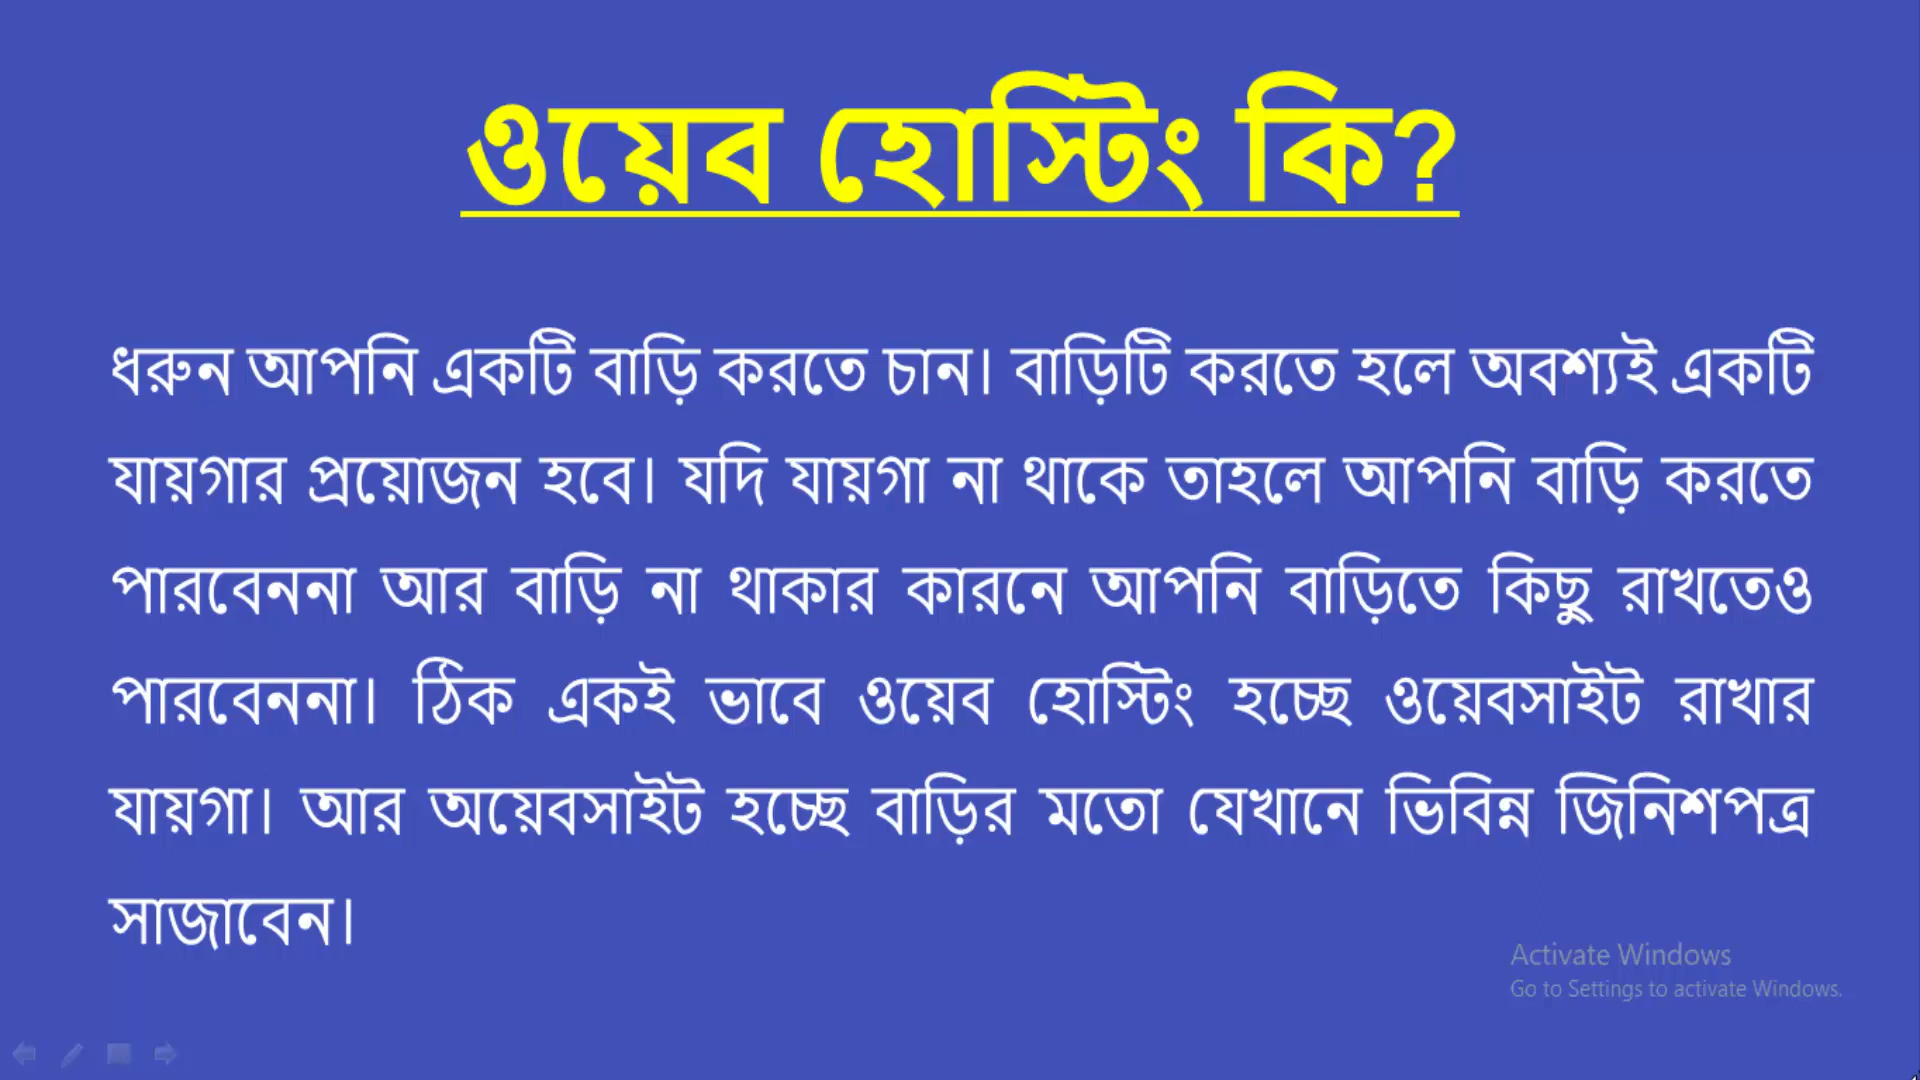 ওয়েব হোস্টিং কি?
ধরুন আপনি একটি বাড়ি করতে চান। বাড়িটি করতে হলে অবশ্যই একটি
যায়গার প্রয়োজন হবে। যদি যায়গা না থাকে তাহলে আপনি বাড়ি করতে
পারবেননা আর বাড়ি না থাকার কারনে আপনি বাড়িতে কিছু রাখতেও
পারবেননা। ঠিক একই ভাবে ওয়েব হোস্টিং হচ্ছে ওয়েবসাইট রাখার
যায়গা। আর অয়েবসাইট হচ্ছে বাড়ির মতো যেখানে ভিবিন্ন জিনিশপত্র
সাজাবেন।
Activate Windows
Go to Settings to activate Windows.